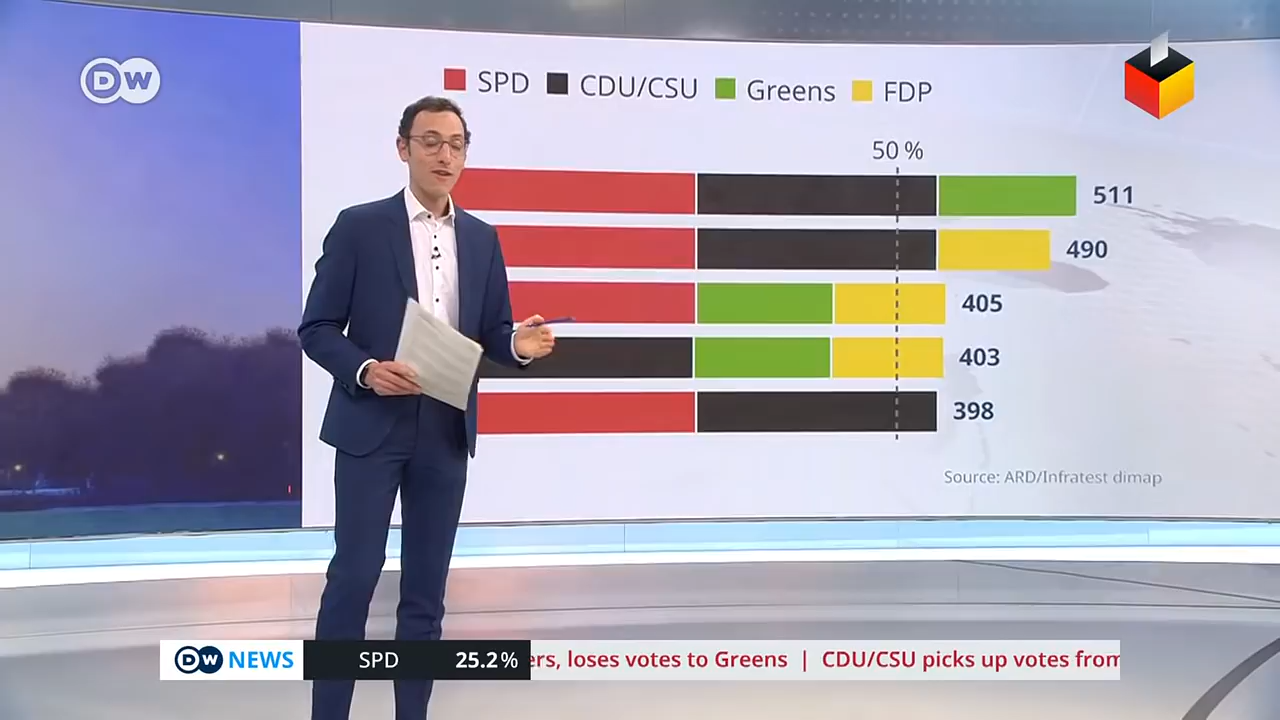 DW
SPD CDU/CSU Greens FDP
50 %
511
490
405
403
398
Source: ARD/Infratest dimap
DW NEWS SPD 25.2% ers, loses votes to Greens | CDU/CSU picks up votes from